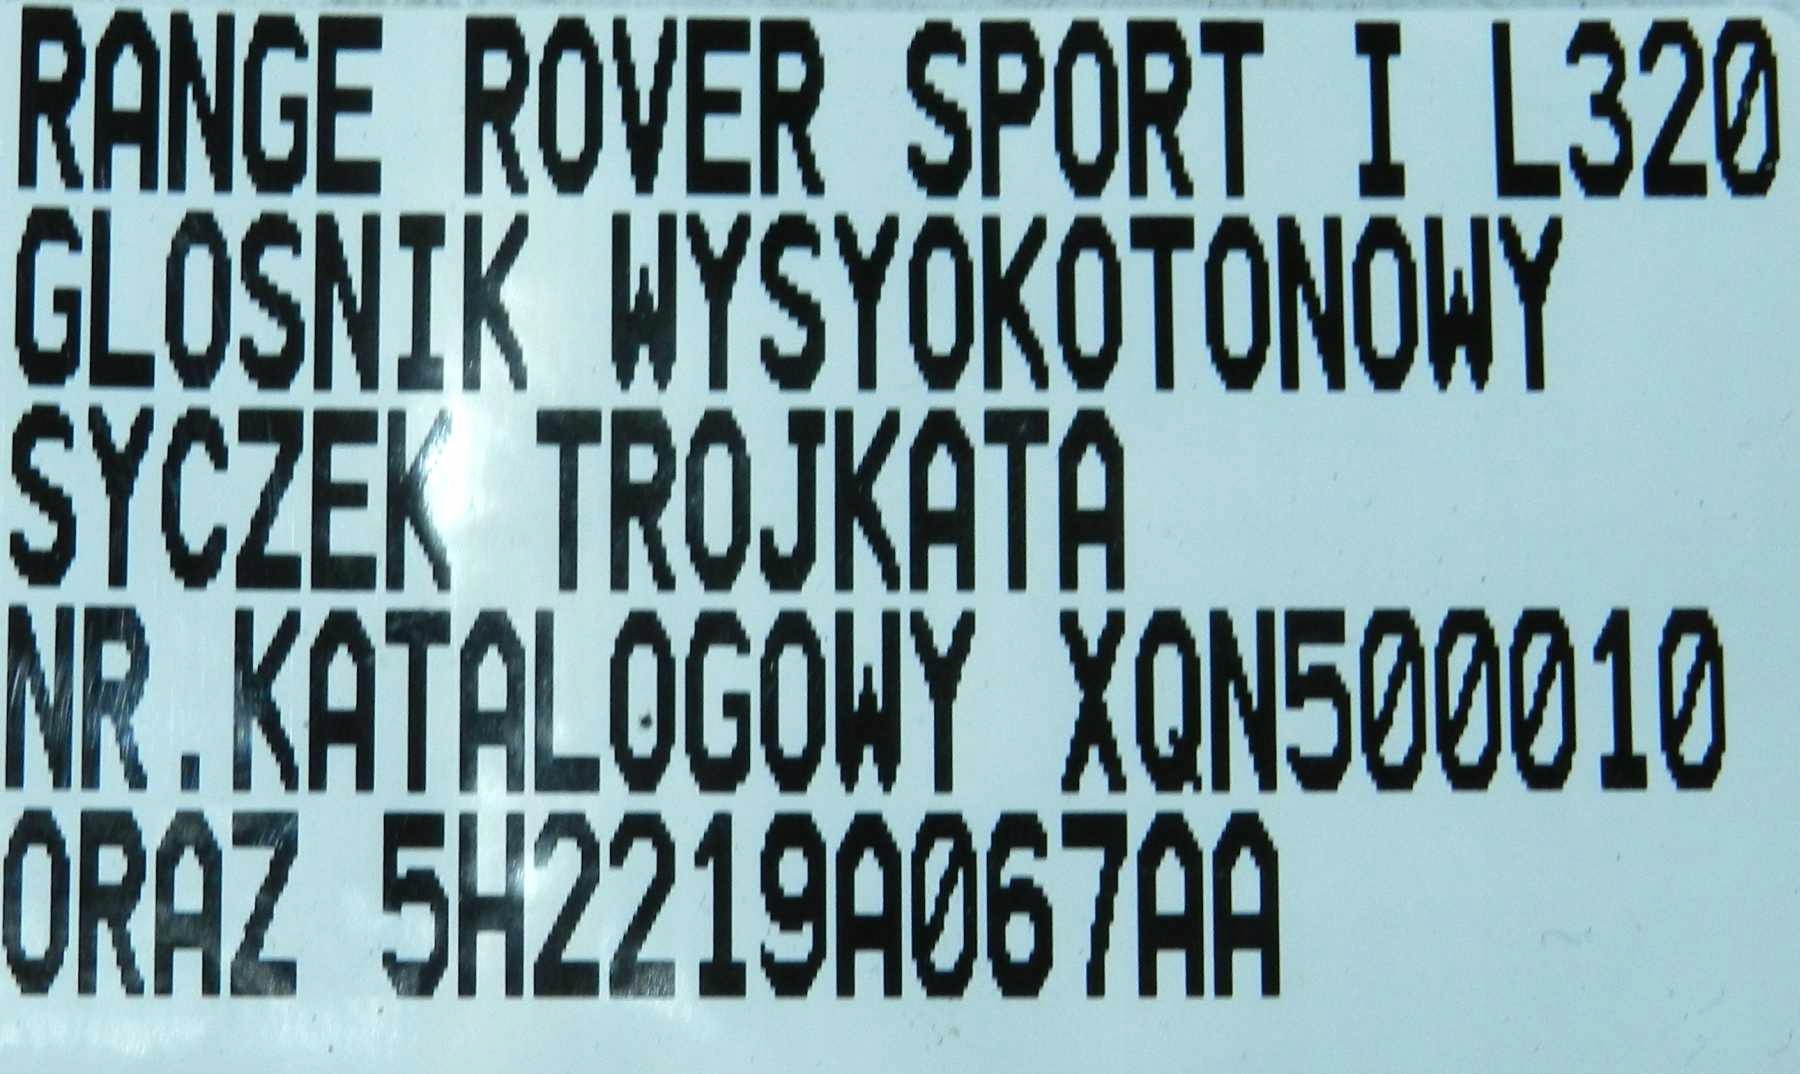 RANGE ROVER SPORT I L320
GLOSNIK WYSYOKOTONOWY
SYCZEK TROJKATA
NR.KATALOGOWY XQN500010
ORAZ 5H2219A067AA